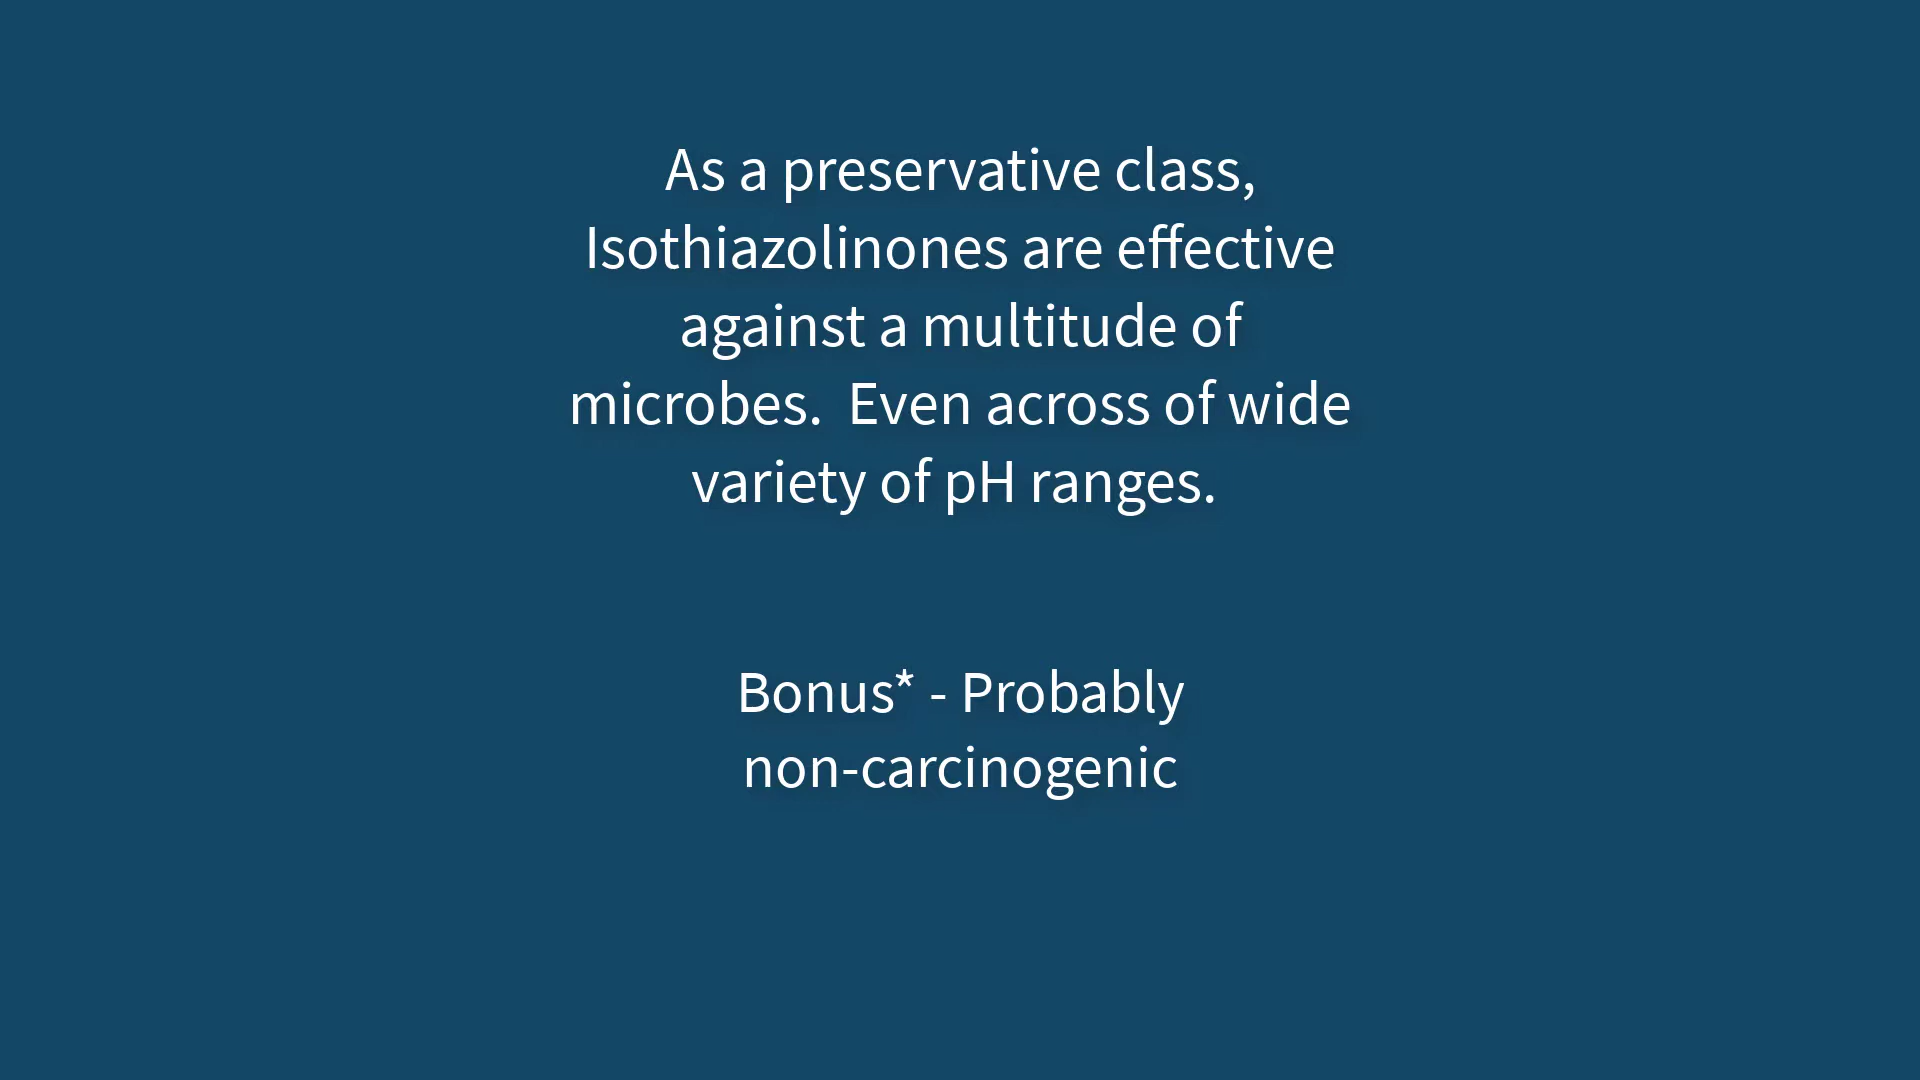 As a preservative class,
Isothiazolinones are effective
against a multitude of
microbes.  Even across of wide
variety of pH ranges.
Bonus* - Probably
non-carcinogenic